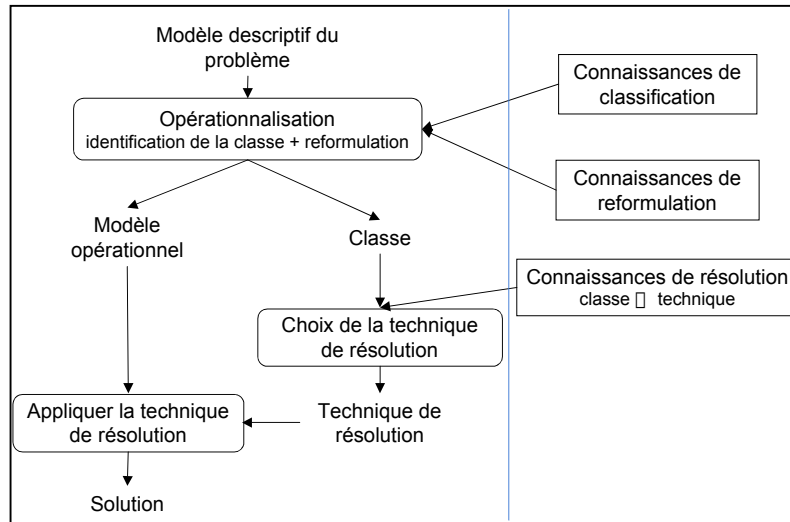 Modèle descriptif du
problème
Opérationnalisation
identification de la classe + reformulation
Connaissances de
classification
Connaissances de
reformulation
Modèle
opérationnel
Classe
Connaissances de résolution
classe  technique
Choix de la technique
de résolution
Appliquer la technique
de résolution
Technique de
résolution
Solution